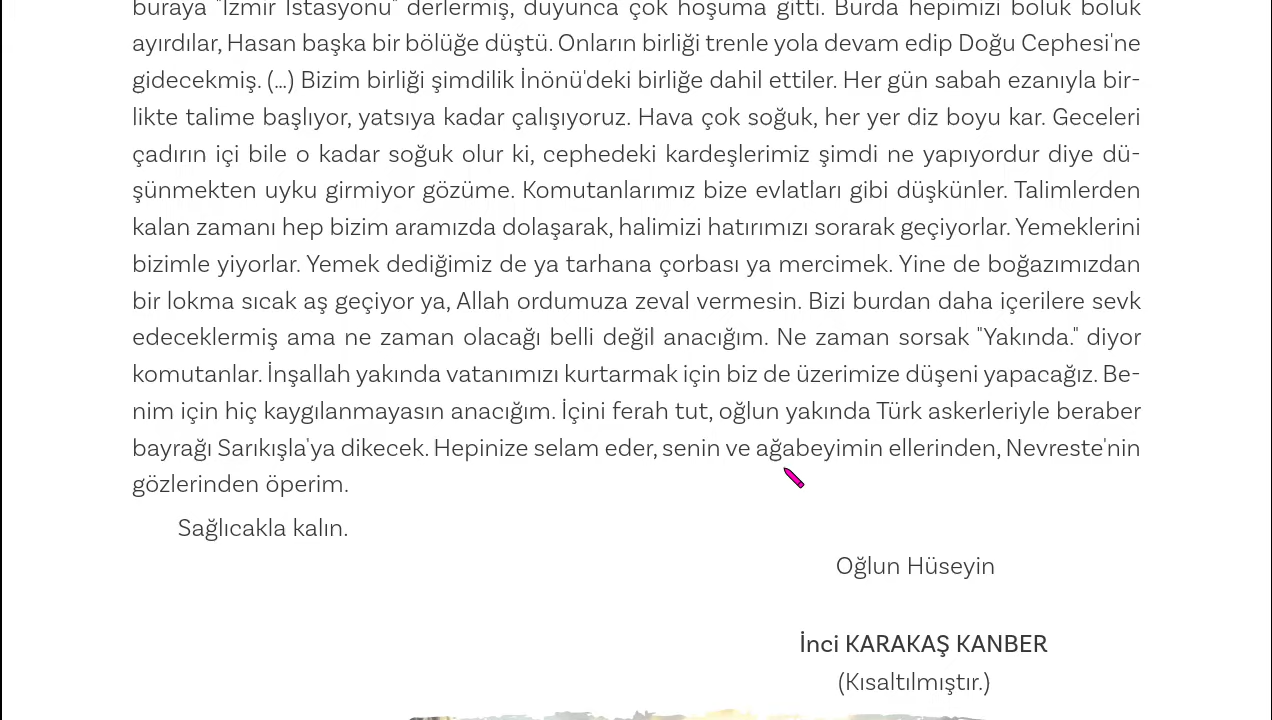 buraya "İzmir İstasyonu" derlermiş, duyunca çok hoşuma gitti. Burda hepimizi bölük bölük
ayırdılar, Hasan başka bir bölüğe düştü. Onların birliği trenle yola devam edip Doğu Cephesi'ne
gidecekmiş. (...) Bizim birliği şimdilik İnönü'deki birliğe dahil ettiler. Her gün sabah ezanıyla bir-
likte talime başlıyor, yatsıya kadar çalışıyoruz. Hava çok soğuk, her yer diz boyu kar. Geceleri
çadırın içi bile o kadar soğuk olur ki, cephedeki kardeşlerimiz şimdi ne yapıyordur diye dü-
şünmekten uyku girmiyor gözüme. Komutanlarımız bize evlatları gibi düşkünler. Talimlerden
kalan zamanı hep bizim aramızda dolaşarak, halimizi hatırımızı sorarak geçiyorlar. Yemeklerini
bizimle yiyorlar. Yemek dediğimiz de ya tarhana çorbası ya mercimek. Yine de boğazımızdan
bir lokma sıcak aş geçiyor ya, Allah ordumuza zeval vermesin. Bizi burdan daha içerilere sevk
edeceklermiş ama ne zaman olacağı belli değil anacığım. Ne zaman sorsak "Yakında." diyor
komutanlar. İnşallah yakında vatanımızı kurtarmak için biz de üzerimize düşeni yapacağız. Be-
nim için hiç kaygılanmayasın anacığım. İçini ferah tut, oğlun yakında Türk askerleriyle beraber
bayrağı Sarıkışla'ya dikecek. Hepinize selam eder, senin ve ağabeyimin ellerinden, Nevreste'nin
gözlerinden öperim.
Sağlıcakla kalın.
Oğlun Hüseyin
İnci KARAKAŞ KANBER
(Kısaltılmıştır.)